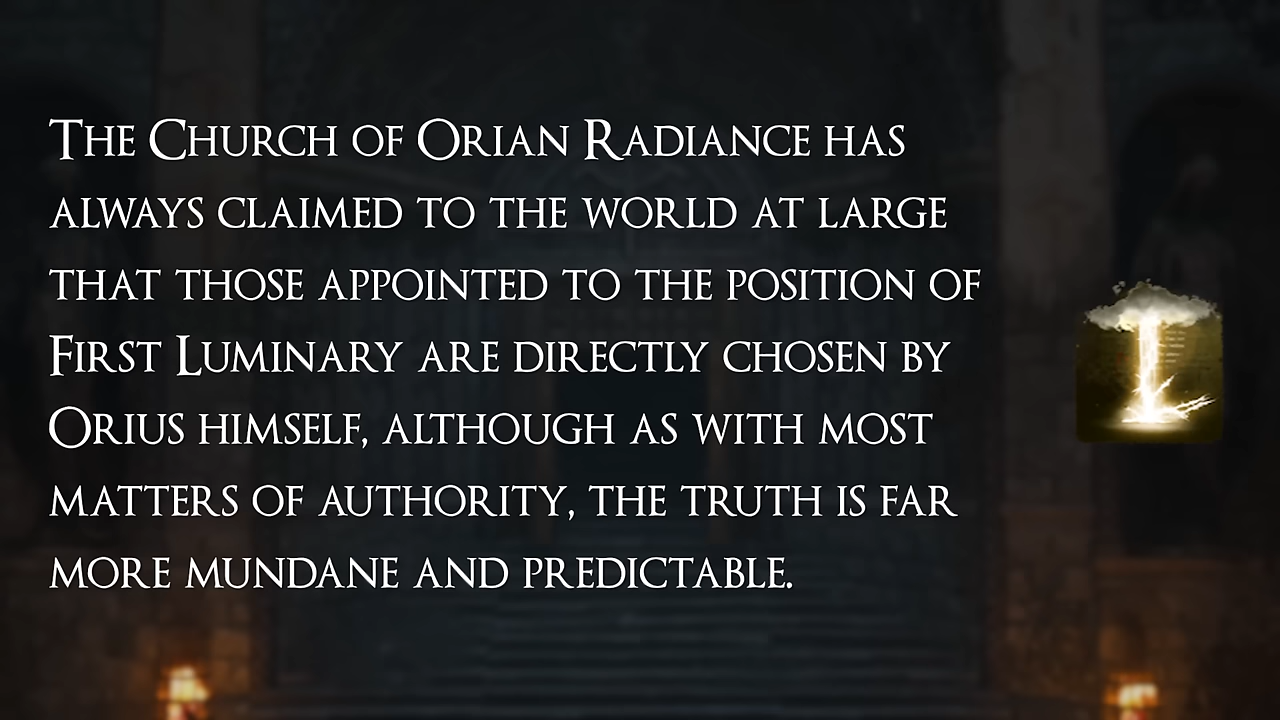 The Church of Orian Radiance has
always claimed to the world at large
that those appointed to the position of
First Luminary are directly chosen by
Orius himself, although as with most
matters of authority, the truth is far
more mundane and predictable.